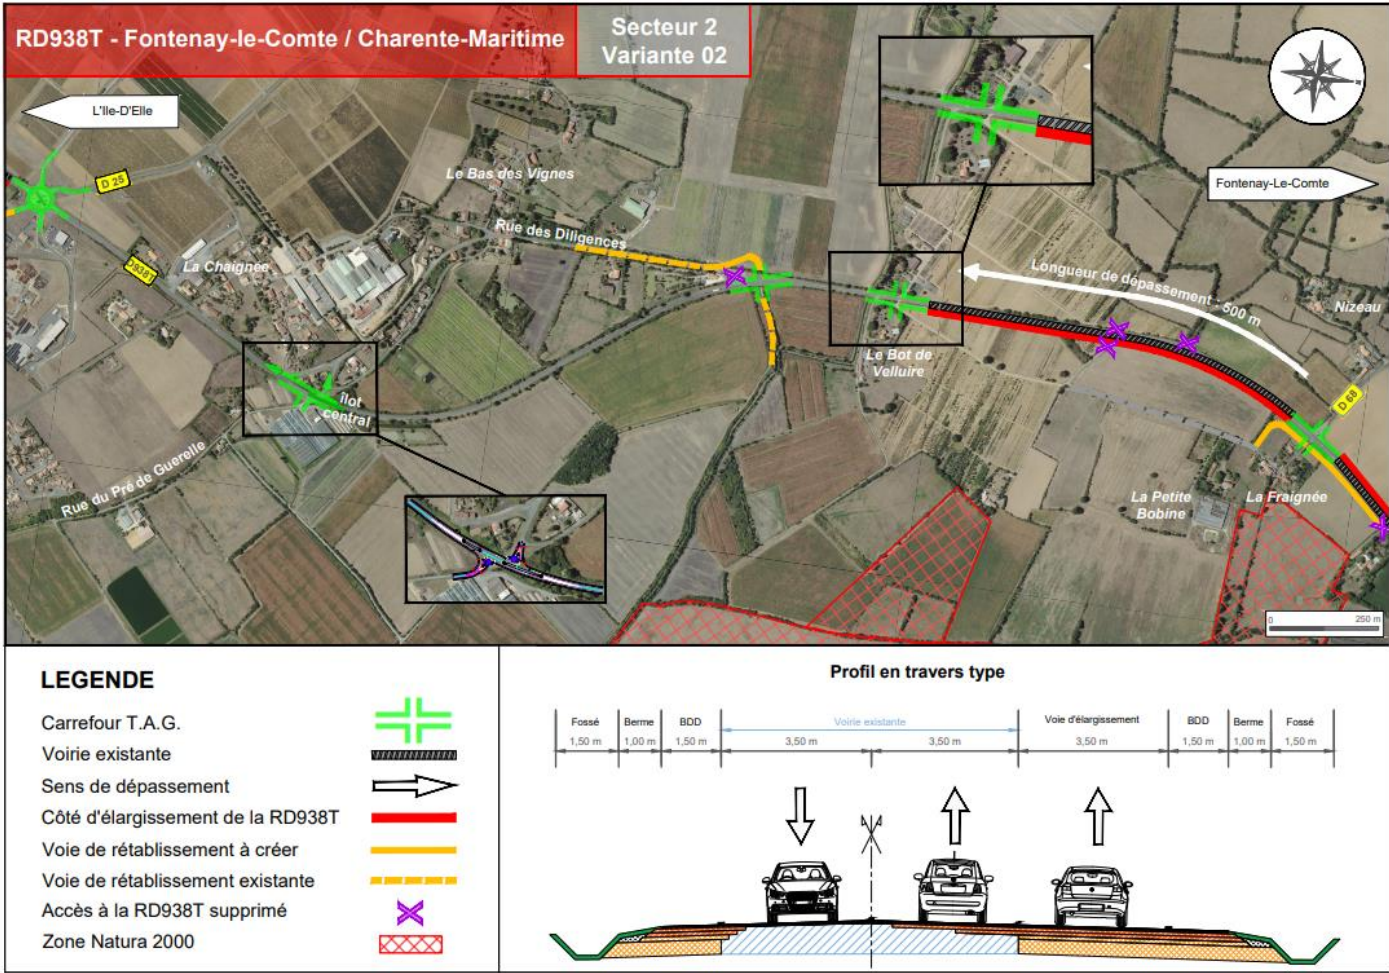 RD938T - Fontenay-le-Comte / Charente-Maritime
Secteur 2
Variante 02
L'Ile-D'Elle
Fontenay-Le-Comte
D 25
D938T
La Chaignée
Le Bas des Vignes
Rue des Diligences
Longueur de dépassement : 500 m
Nizeau
Le Bot de
Velluire
D 68
îlot
central
Rue du Pré de Guerelle
La Petite
Bobine
La Fraignée
0
250 m
LEGENDE
Carrefour T.A.G.
Voirie existante
Sens de dépassement
Côté d'élargissement de la RD938T
Voie de rétablissement à créer
Voie de rétablissement existante
Accès à la RD938T supprimé
Zone Natura 2000
Profil en travers type
Fossé Berme BDD Voirie existante Voie d'élargissement BDD Berme Fossé
1,50 m 1,00 m 1,50 m 3,50 m 3,50 m 3,50 m 1,50 m 1,00 m 1,50 m